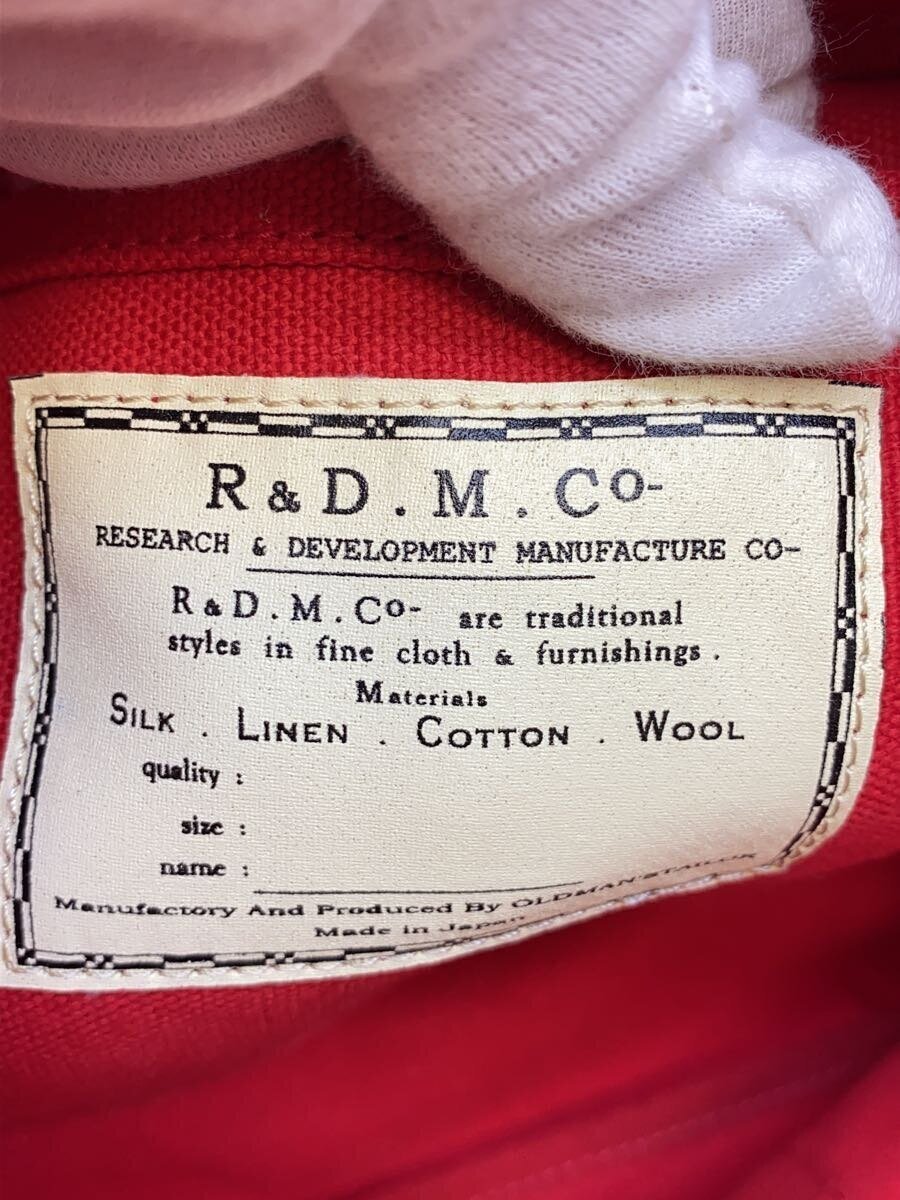 R & D . M . Co-
RESEARCH & DEVELOPMENT MANUFACTURE CO-
R & D . M . Co- are traditional
styles in fine cloth & furnishings .
Materials
SILK . LINEN . COTTON . WOOL
quality :
size :
name :
Manufactory And Produced By OLDMAN'STAILOR
Made in Japan